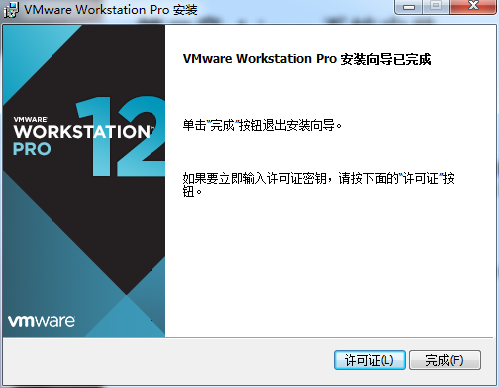 VMware Workstation Pro 安装
VMWARE
WORKSTATION
PRO
12
VMware Workstation Pro 安装向导已完成
单击"完成"按钮退出安装向导。
如果要立即输入许可证密钥，请按下面的"许可证"按
钮。
vmware
许可证(L)
完成(F)